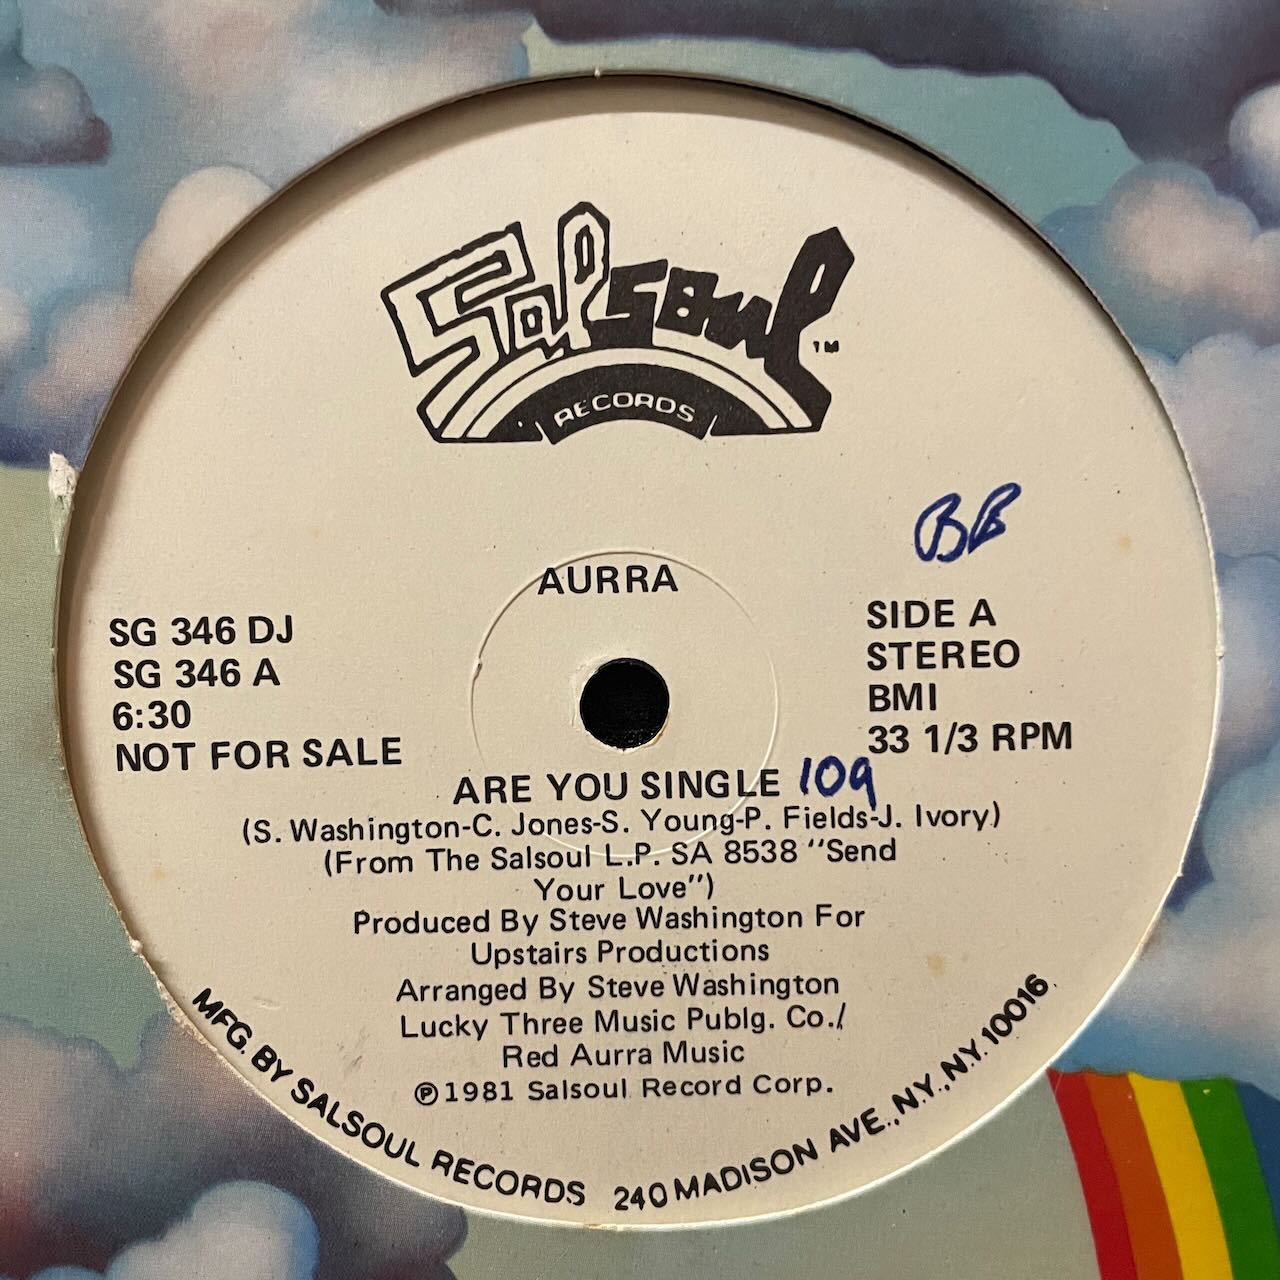 Salsoul TM
RECORDS
BB
AURRA
SG 346 DJ
SG 346 A
6:30
NOT FOR SALE
SIDE A
STEREO
BMI
33 1/3 RPM
ARE YOU SINGLE 109
(S. Washington-C. Jones-S. Young-P. Fields-J. Ivory)
(From The Salsoul L.P. SA 8538 "Send
Your Love")
Produced By Steve Washington For
Upstairs Productions
Arranged By Steve Washington
Lucky Three Music Publg. Co./
Red Aurra Music
℗1981 Salsoul Record Corp.
MFG. BY SALSOUL RECORDS 240 MADISON AVE., N.Y., N.Y. 10016